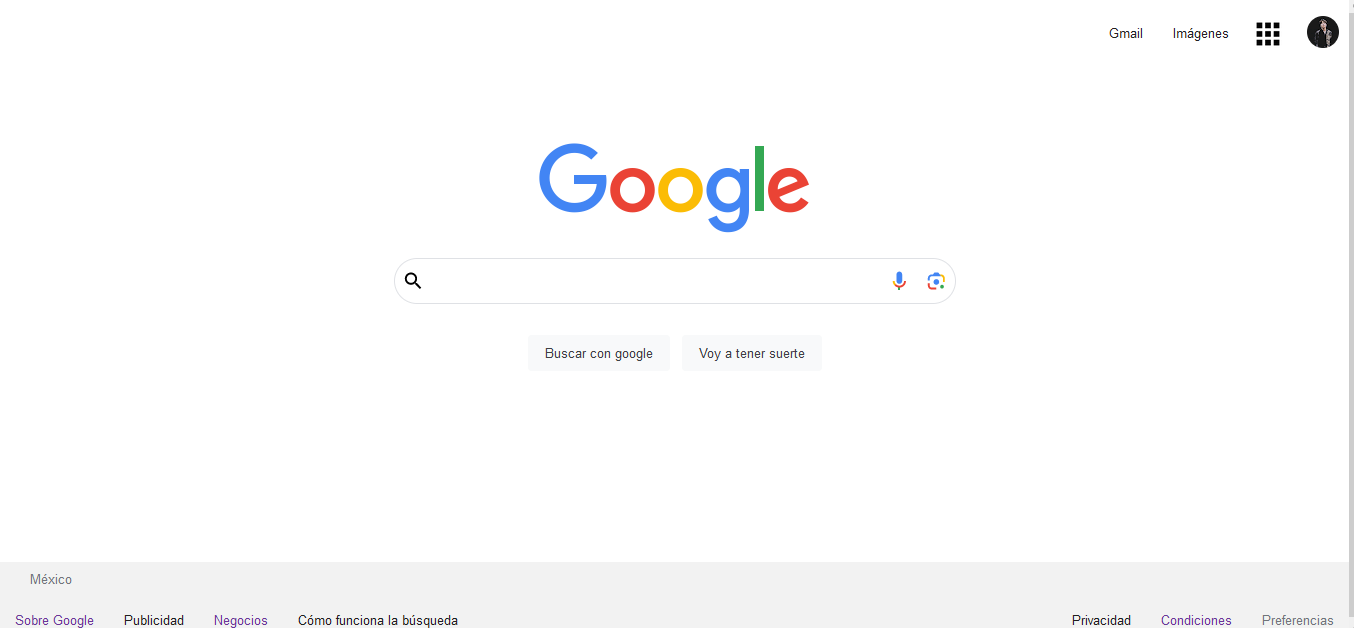 Gmail Imágenes
Google
Buscar con google Voy a tener suerte
México
Sobre Google Publicidad Negocios Cómo funciona la búsqueda Privacidad Condiciones Preferencias